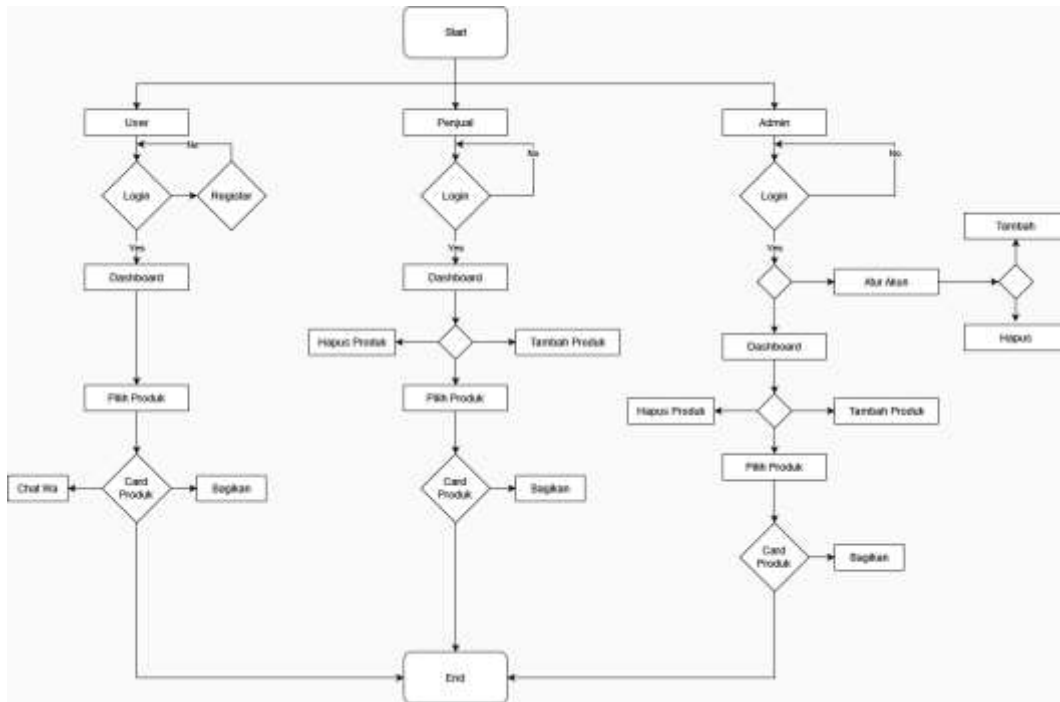 Start
User
Penjual
Admin
No
No
No
Login
Register
Login
Login
Yes
Yes
Yes
Tambah
Dashboard
Dashboard
Atur Akun
Hapus Produk
Tambah Produk
Dashboard
Hapus
Pilih Produk
Pilih Produk
Hapus Produk
Tambah Produk
Pilih Produk
Chat Wa
Card
Produk
Bagikan
Card
Produk
Bagikan
Card
Produk
Bagikan
End